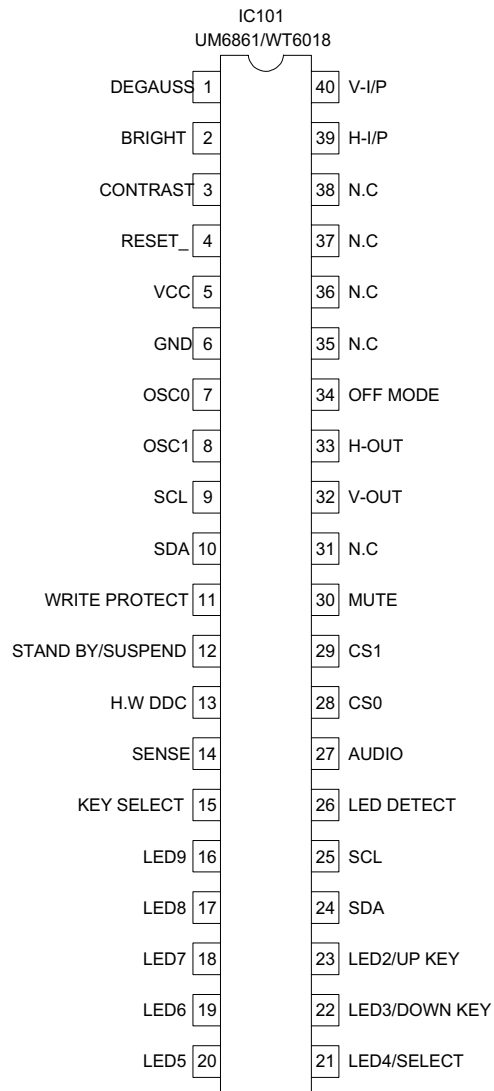 IC101
UM6861/WT6018
DEGAUSS 1 40 V-I/P
BRIGHT 2 39 H-I/P
CONTRAST 3 38 N.C
RESET_ 4 37 N.C
VCC 5 36 N.C
GND 6 35 N.C
OSC0 7 34 OFF MODE
OSC1 8 33 H-OUT
SCL 9 32 V-OUT
SDA 10 31 N.C
WRITE PROTECT 11 30 MUTE
STAND BY/SUSPEND 12 29 CS1
H.W DDC 13 28 CS0
SENSE 14 27 AUDIO
KEY SELECT 15 26 LED DETECT
LED9 16 25 SCL
LED8 17 24 SDA
LED7 18 23 LED2/UP KEY
LED6 19 22 LED3/DOWN KEY
LED5 20 21 LED4/SELECT